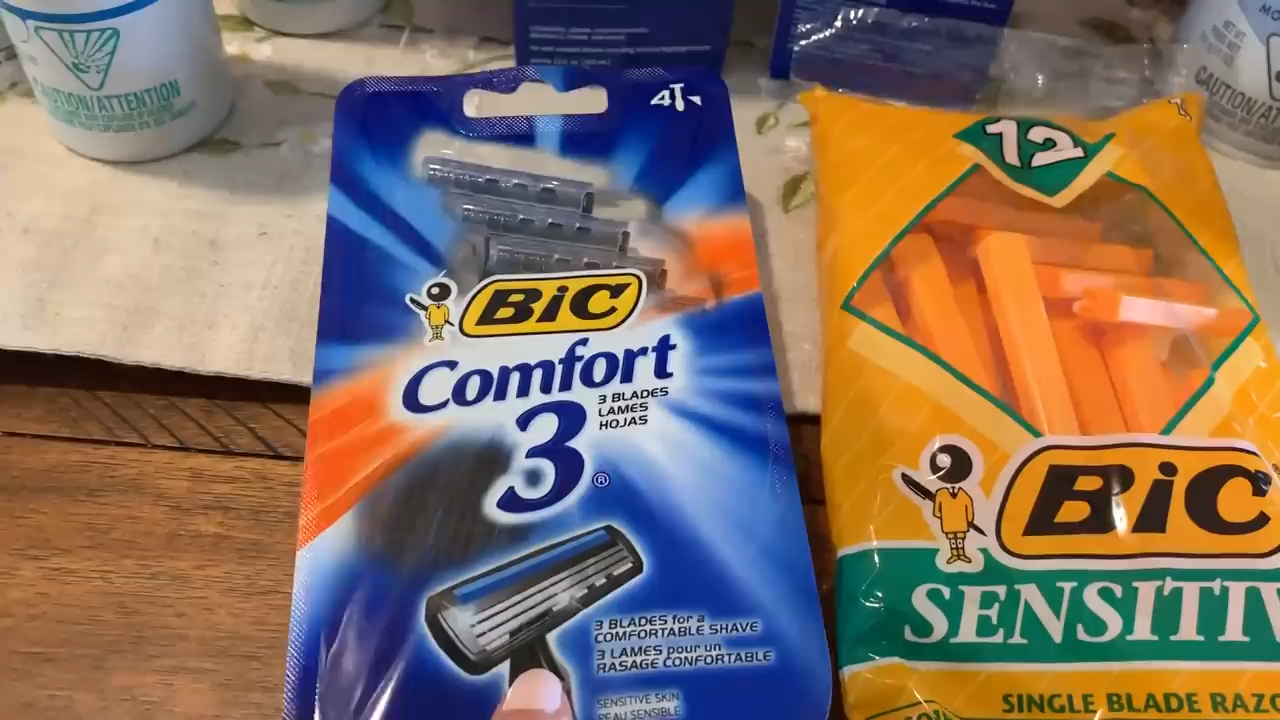 CAUTION/ATTENTION
4
BiC
Comfort
3
®
3 BLADES
LAMES
HOJAS
3 BLADES for a
COMFORTABLE SHAVE
3 LAMES pour un
RASAGE CONFORTABLE
SENSITIVE SKIN
PEAU SENSIBLE
12
BiC
SENSITIV
SINGLE BLADE RAZO
CAUTION/A